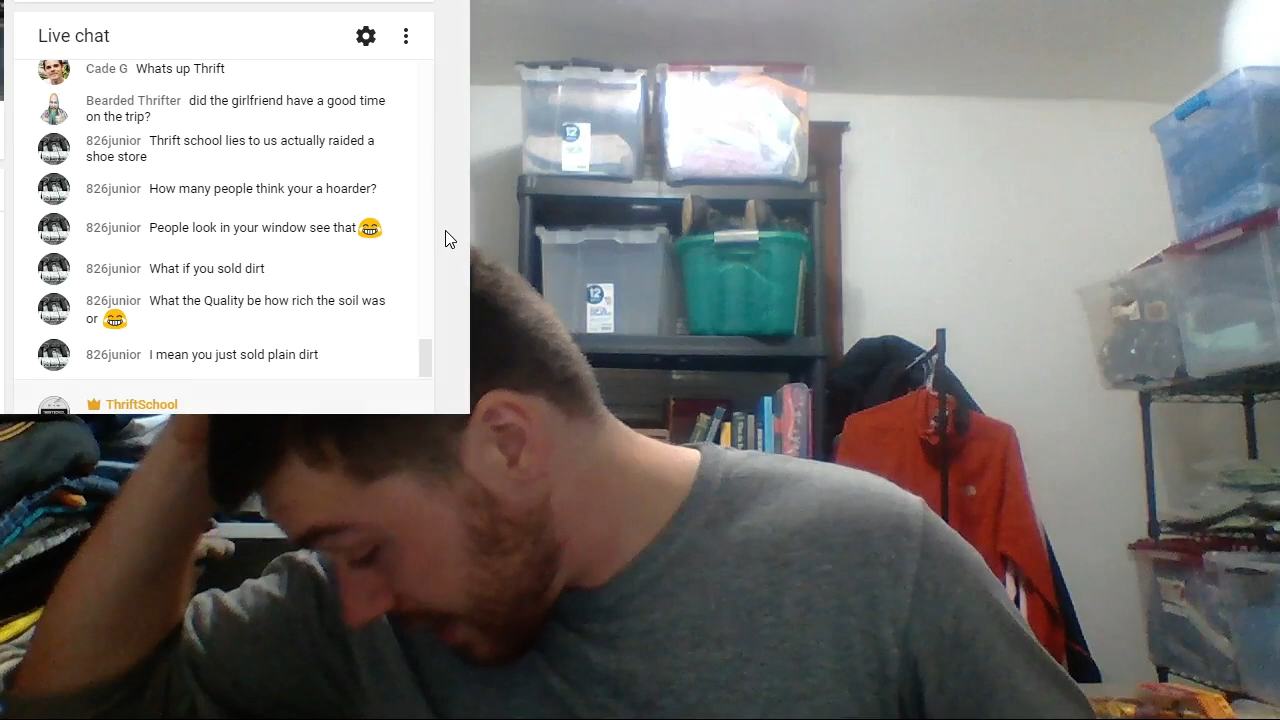 Live chat
Cade G Whats up Thrift
Bearded Thrifter did the girlfriend have a good time
on the trip?
826junior Thrift school lies to us actually raided a
shoe store
826junior How many people think your a hoarder?
826junior People look in your window see that😂
826junior What if you sold dirt
826junior What the Quality be how rich the soil was
or 😂
826junior I mean you just sold plain dirt
ThriftSchool
12
12